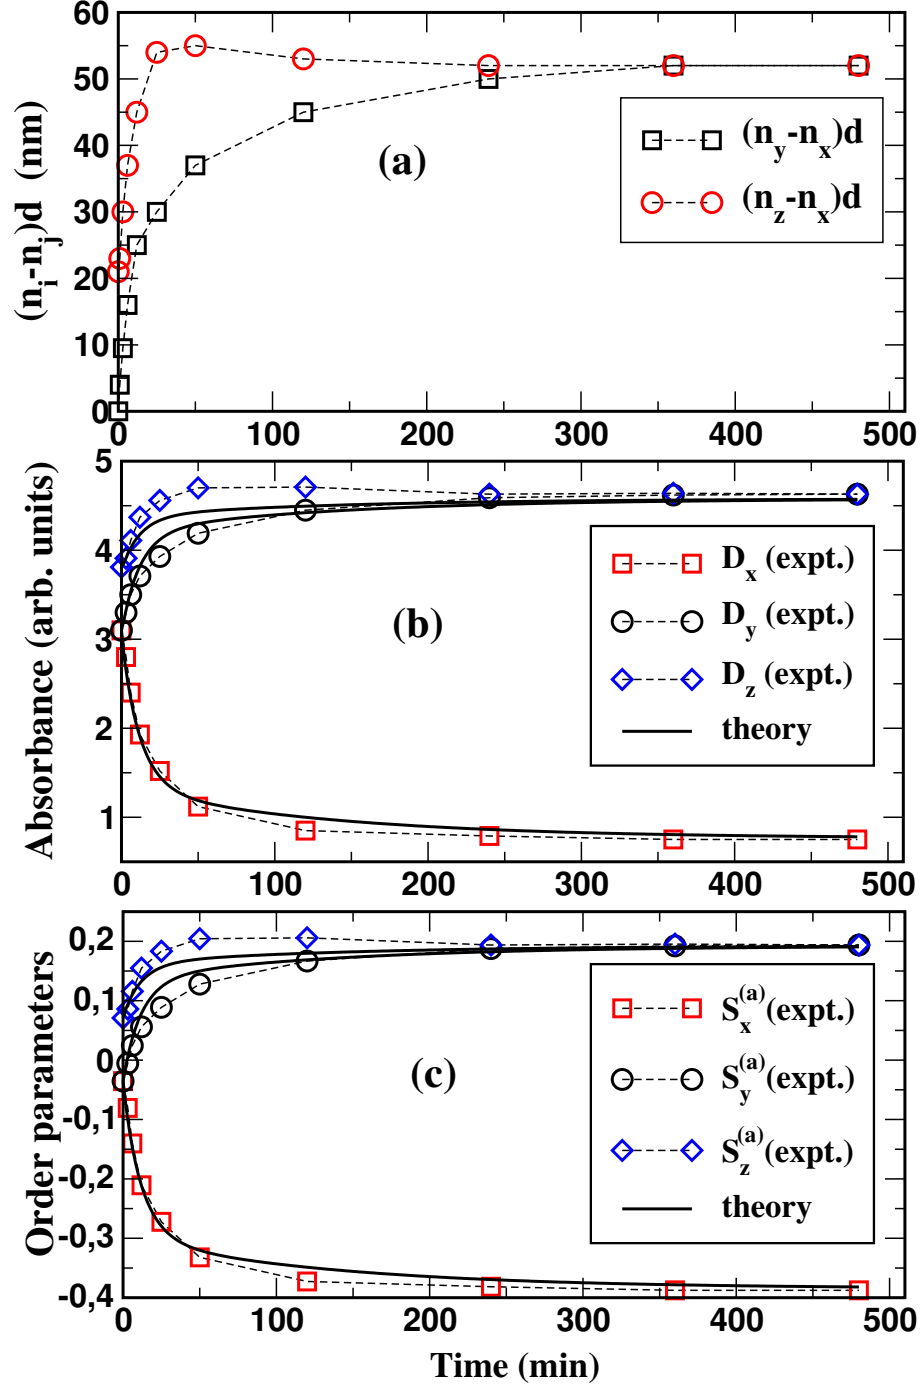 60
50
40
30
20
10
0
(n_i-n_j)d (nm)
(a)
(n_y-n_x)d
(n_z-n_x)d
0 100 200 300 400 500
5
4
3
2
1
Absorbance (arb. units)
(b)
D_x (expt.)
D_y (expt.)
D_z (expt.)
theory
0 100 200 300 400 500
0,2
0,1
0
-0,1
-0,2
-0,3
-0,4
Order parameters
(c)
S_x^(a)(expt.)
S_y^(a)(expt.)
S_z^(a)(expt.)
theory
0 100 200 300 400 500
Time (min)